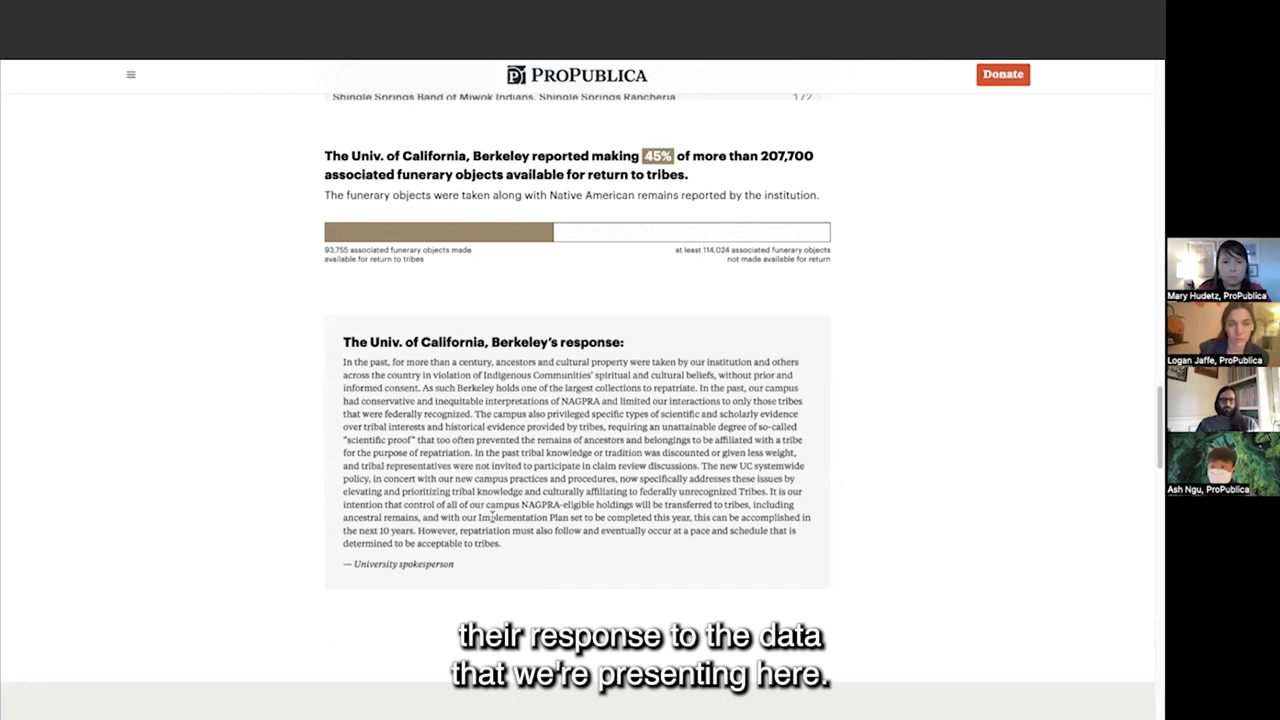 PROPUBLICA
Donate
Shingle Springs Band of Miwok Indians, Shingle Springs Rancheria
172
The Univ. of California, Berkeley reported making 45% of more than 207,700
associated funerary objects available for return to tribes.
The funerary objects were taken along with Native American remains reported by the institution.
93,755 associated funerary objects made
available for return to tribes
at least 114,024 associated funerary objects
not made available for return
The Univ. of California, Berkeley's response:
In the past, for more than a century, ancestors and cultural property were taken by our institution and others
across the country in violation of Indigenous Communities' spiritual and cultural beliefs, without prior and
informed consent. As such Berkeley holds one of the largest collections to repatriate. In the past, our campus
had conservative and inequitable interpretations of NAGPRA and limited our interactions to only those tribes
that were federally recognized. The campus also privileged specific types of scientific and scholarly evidence
over tribal interests and historical evidence provided by tribes, requiring an unattainable degree of so-called
"scientific proof" that too often prevented the remains of ancestors and belongings to be affiliated with a tribe
for the purpose of repatriation. In the past tribal knowledge or tradition was discounted or given less weight,
and tribal representatives were not invited to participate in claim review discussions. The new UC systemwide
policy, in concert with our new campus practices and procedures, now specifically addresses these issues by
elevating and prioritizing tribal knowledge and culturally affiliating to federally unrecognized Tribes. It is our
intention that control of all of our campus NAGPRA-eligible holdings will be transferred to tribes, including
ancestral remains, and with our Implementation Plan set to be completed this year, this can be accomplished in
the next 10 years. However, repatriation must also follow and eventually occur at a pace and schedule that is
determined to be acceptable to tribes.
— University spokesperson
their response to the data
that we're presenting here.
Mary Hudetz, ProPublica
Logan Jaffe, ProPublica
Ash Ngu, ProPublica